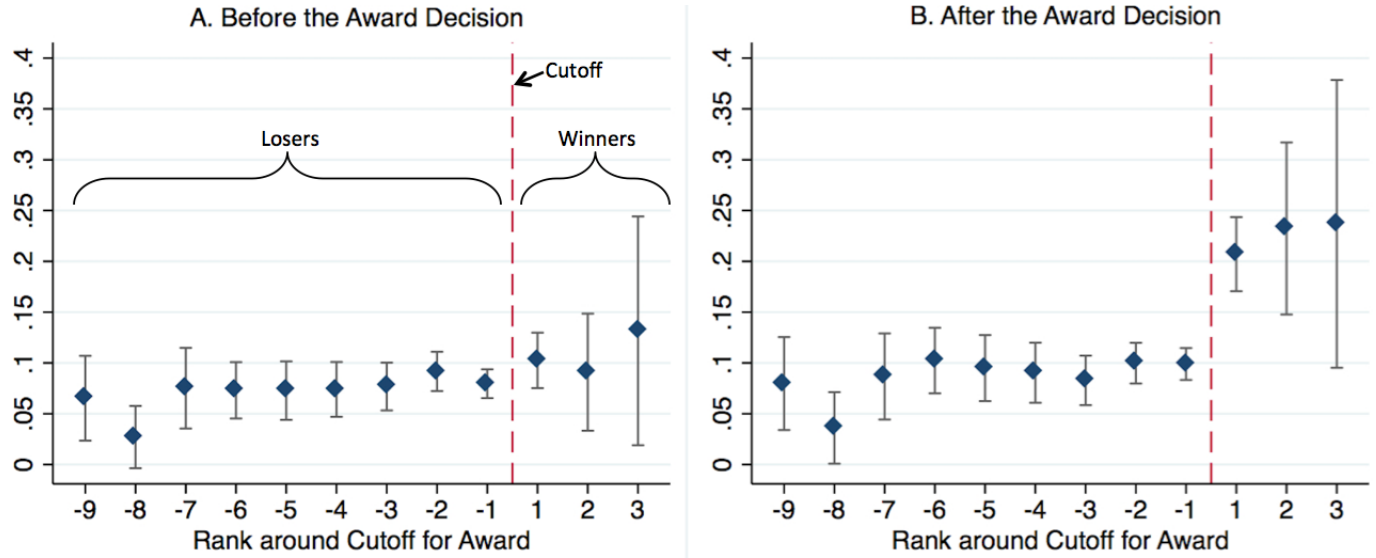 A. Before the Award Decision
.4
.35
.3
.25
.2
.15
.1
.05
0
Cutoff
Losers
Winners
-9 -8 -7 -6 -5 -4 -3 -2 -1 1 2 3
Rank around Cutoff for Award
B. After the Award Decision
.4
.35
.3
.25
.2
.15
.1
.05
0
-9 -8 -7 -6 -5 -4 -3 -2 -1 1 2 3
Rank around Cutoff for Award